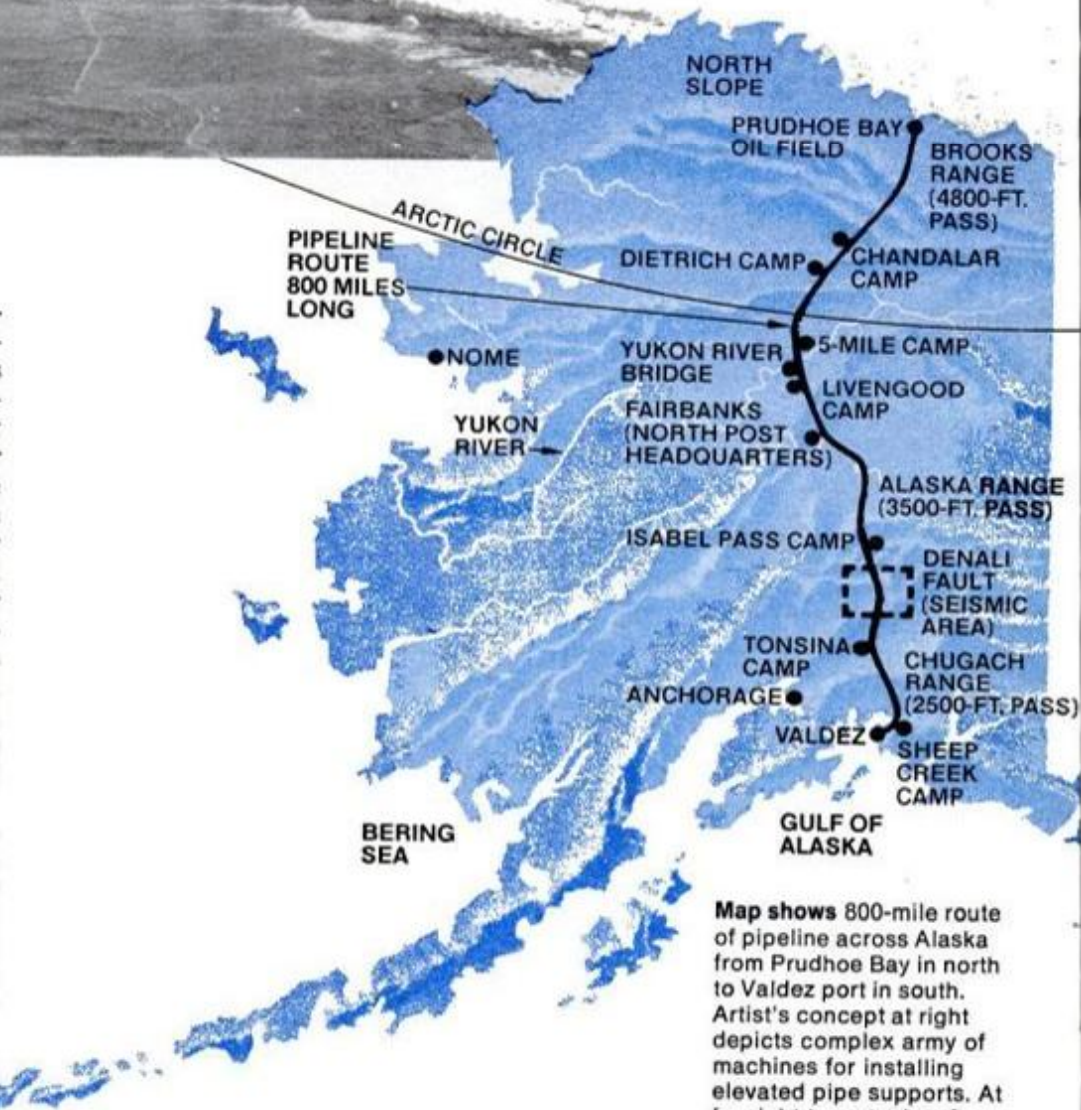 NORTH
SLOPE
PRUDHOE BAY
OIL FIELD
BROOKS
RANGE
(4800-FT.
PASS)
ARCTIC CIRCLE
PIPELINE
ROUTE
800 MILES
LONG
DIETRICH CAMP
CHANDALAR
CAMP
NOME
5-MILE CAMP
YUKON RIVER
BRIDGE
LIVENGOOD
CAMP
YUKON
RIVER
FAIRBANKS
(NORTH POST
HEADQUARTERS)
ALASKA RANGE
(3500-FT. PASS)
ISABEL PASS CAMP
DENALI
FAULT
(SEISMIC
AREA)
TONSINA
CAMP
CHUGACH
RANGE
(2500-FT. PASS)
ANCHORAGE
VALDEZ
SHEEP
CREEK
CAMP
BERING
SEA
GULF OF
ALASKA
Map shows 800-mile route
of pipeline across Alaska
from Prudhoe Bay in north
to Valdez port in south.
Artist's concept at right
depicts complex army of
machines for installing
elevated pipe supports. At